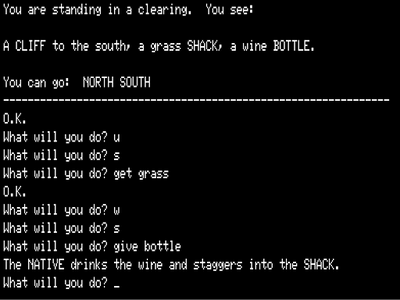 You are standing in a clearing.  You see:
A CLIFF to the south, a grass SHACK, a wine BOTTLE.
You can go:  NORTH SOUTH
-----------------------------------------------------------------
O.K.
What will you do? u
What will you do? s
What will you do? get grass
O.K.
What will you do? w
What will you do? s
What will you do? give bottle
The NATIVE drinks the wine and staggers into the SHACK.
What will you do? _